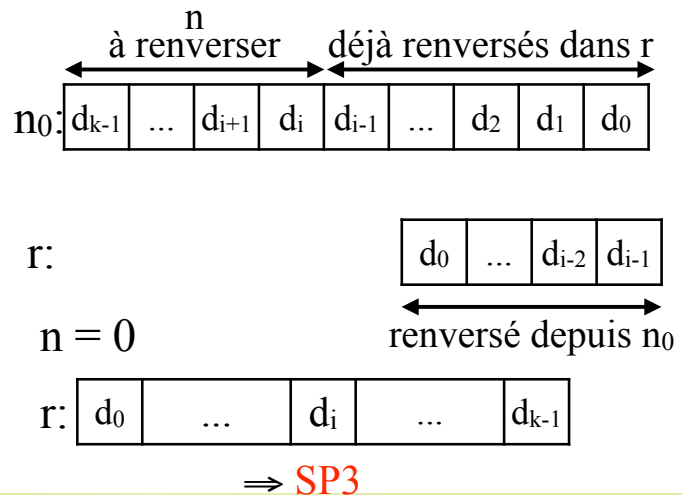 n
à renverser déjà renversés dans r
n₀: dₖ₋₁ ... dᵢ₊₁ dᵢ dᵢ₋₁ ... d₂ d₁ d₀
r: d₀ ... dᵢ₋₂ dᵢ₋₁
n = 0 renversé depuis n₀
r: d₀ ... dᵢ ... dₖ₋₁
⇒ SP3